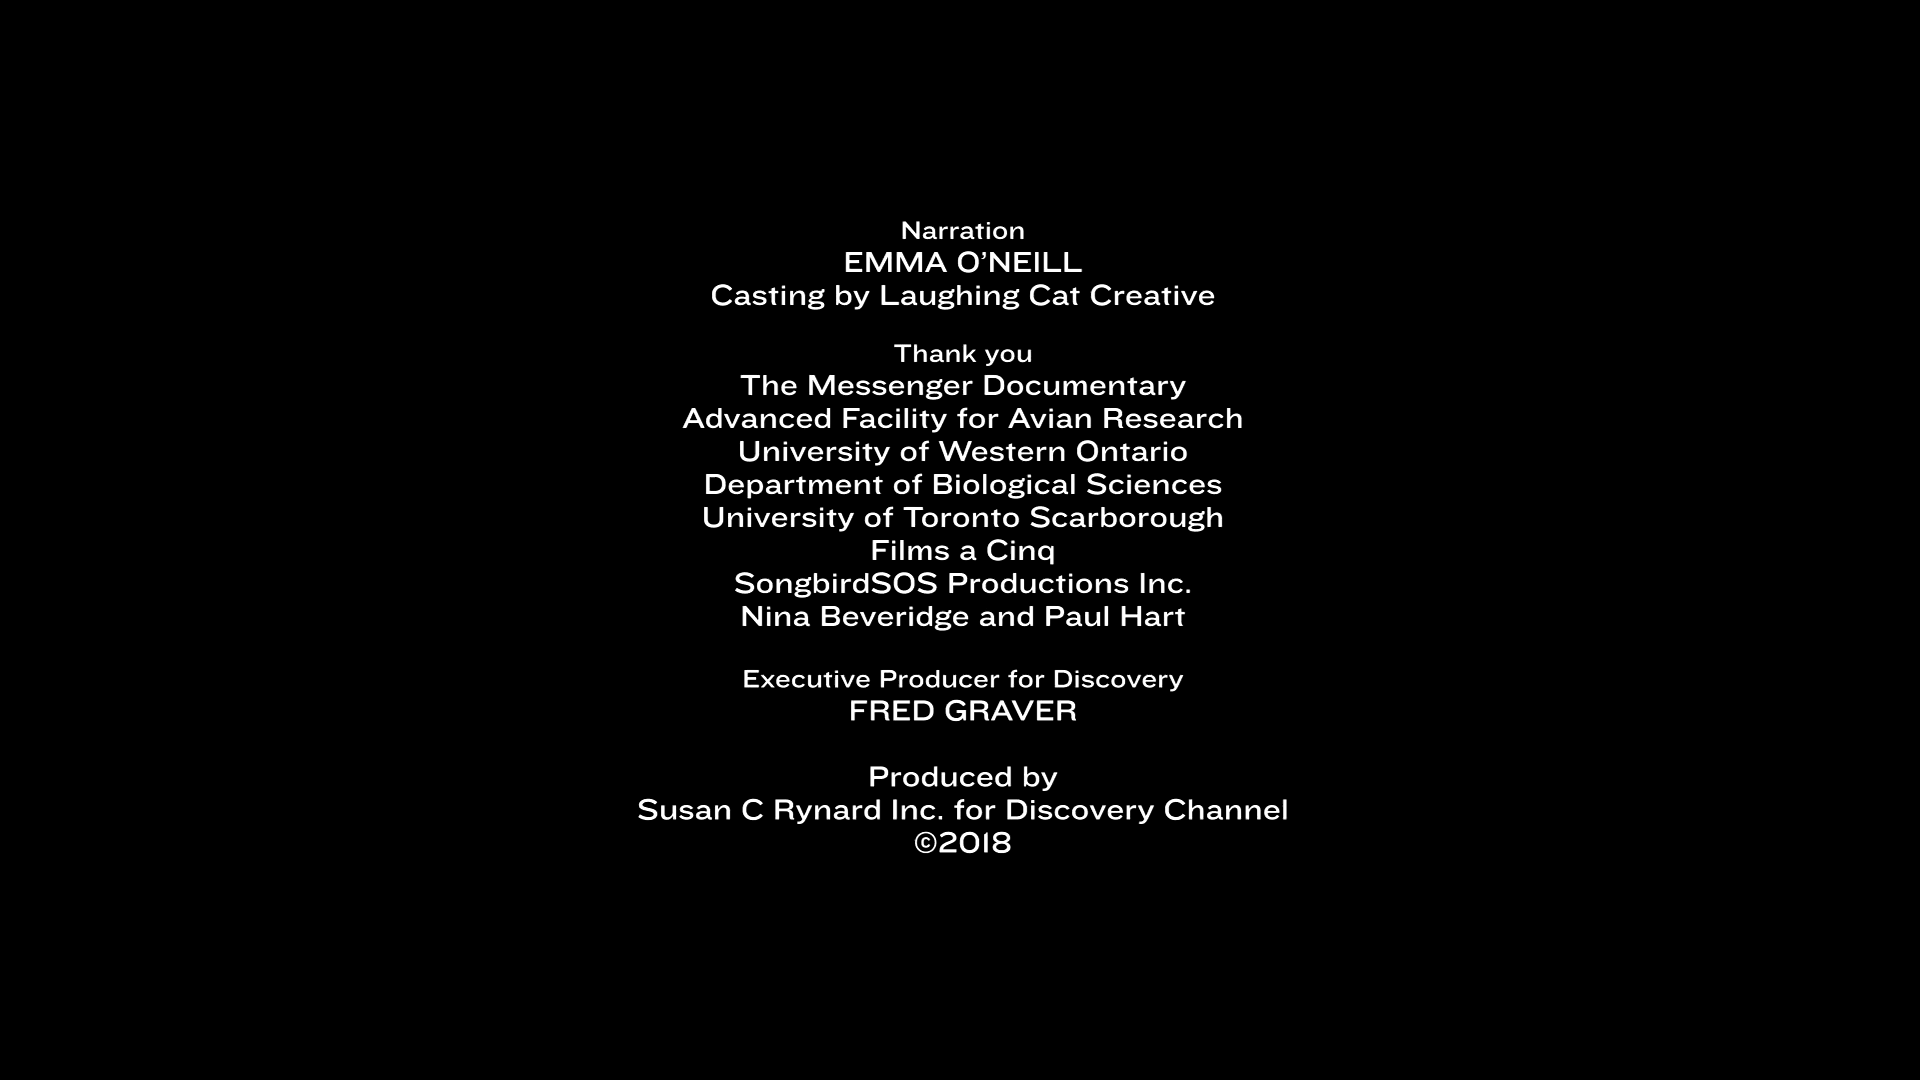 Narration
EMMA O’NEILL
Casting by Laughing Cat Creative
Thank you
The Messenger Documentary
Advanced Facility for Avian Research
University of Western Ontario
Department of Biological Sciences
University of Toronto Scarborough
Films a Cinq
SongbirdSOS Productions Inc.
Nina Beveridge and Paul Hart
Executive Producer for Discovery
FRED GRAVER
Produced by
Susan C Rynard Inc. for Discovery Channel
©2018